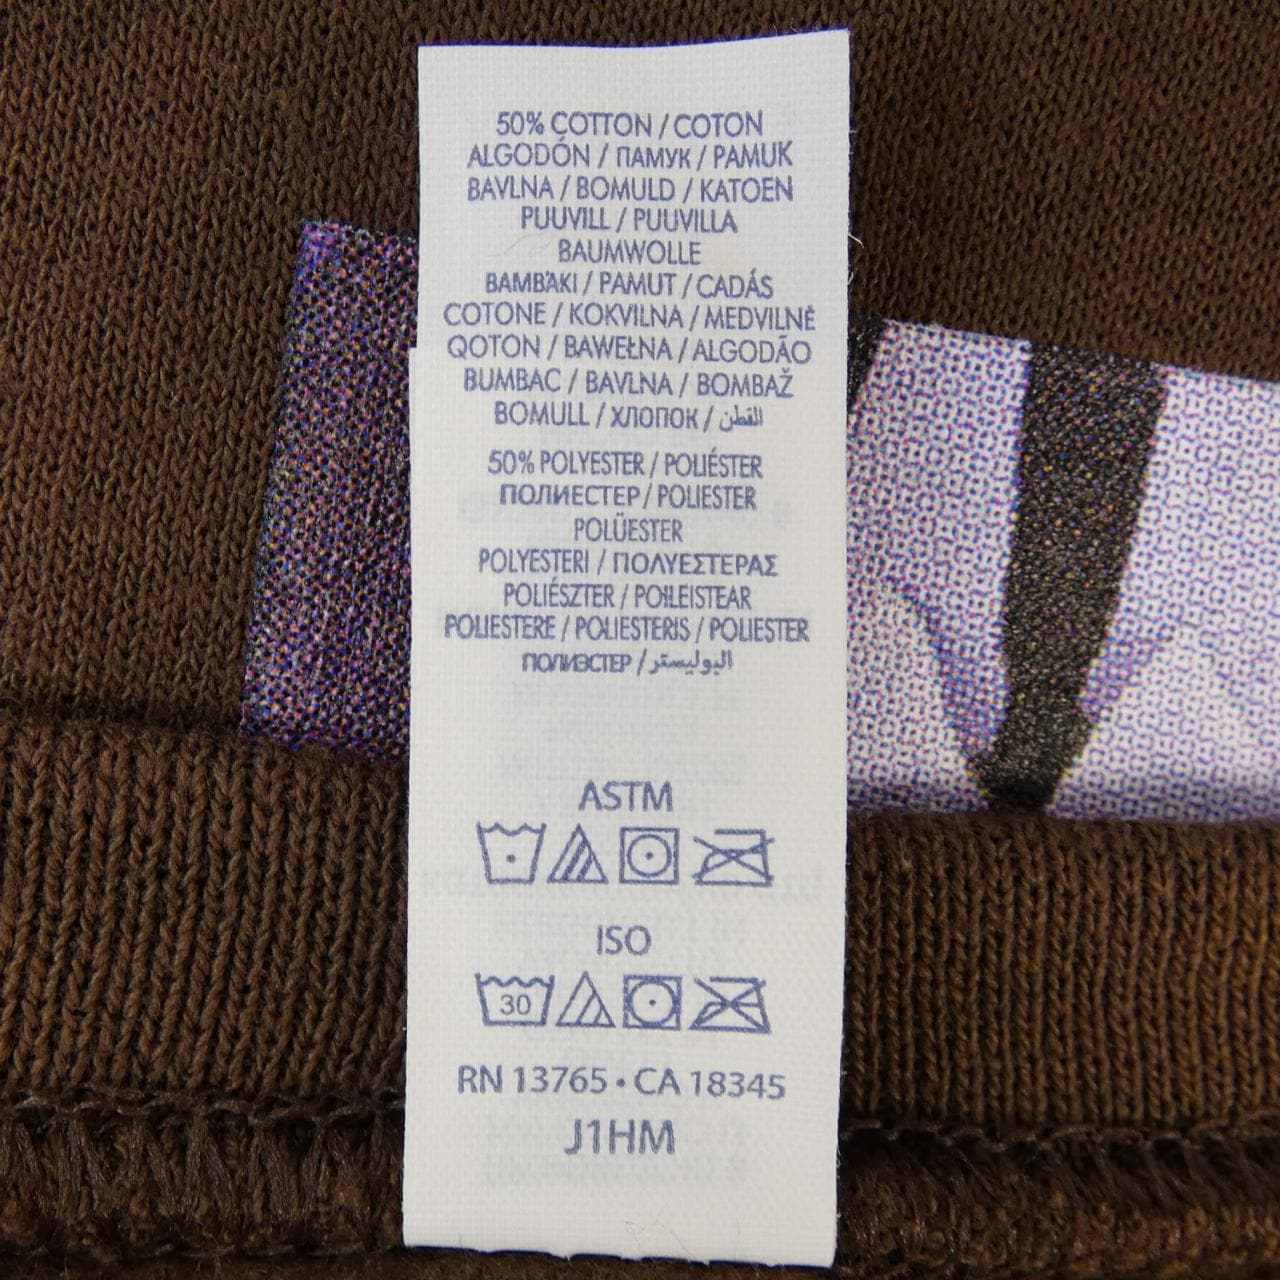 50% COTTON / COTON
ALGODÓN / ПАМУК / PAMUK
BAVLNA / BOMULD / KATOEN
PUUVILL / PUUVILLA
BAUMWOLLE
ΒΑΜΒΆΚΙ / PAMUT / CADÁS
COTONE / KOKVILNA / MEDVILNĖ
QOTON / BAWEŁNA / ALGODÃO
BUMBAC / BAVLNA / BOMBAŽ
BOMULL / ХЛОПОК / القطن
50% POLYESTER / POLIÉSTER
ПОЛИЕСТЕР / POLIESTER
POLÜESTER
POLYESTERI / ΠΟΛΥΕΣΤΕΡΑΣ
POLIÉSZTER / POILEISTEAR
POLIESTERE / POLIESTERIS / POLIESTER
ПОЛИЭСТЕР / البوليستر
ASTM
ISO
30
RN 13765 • CA 18345
J1HM